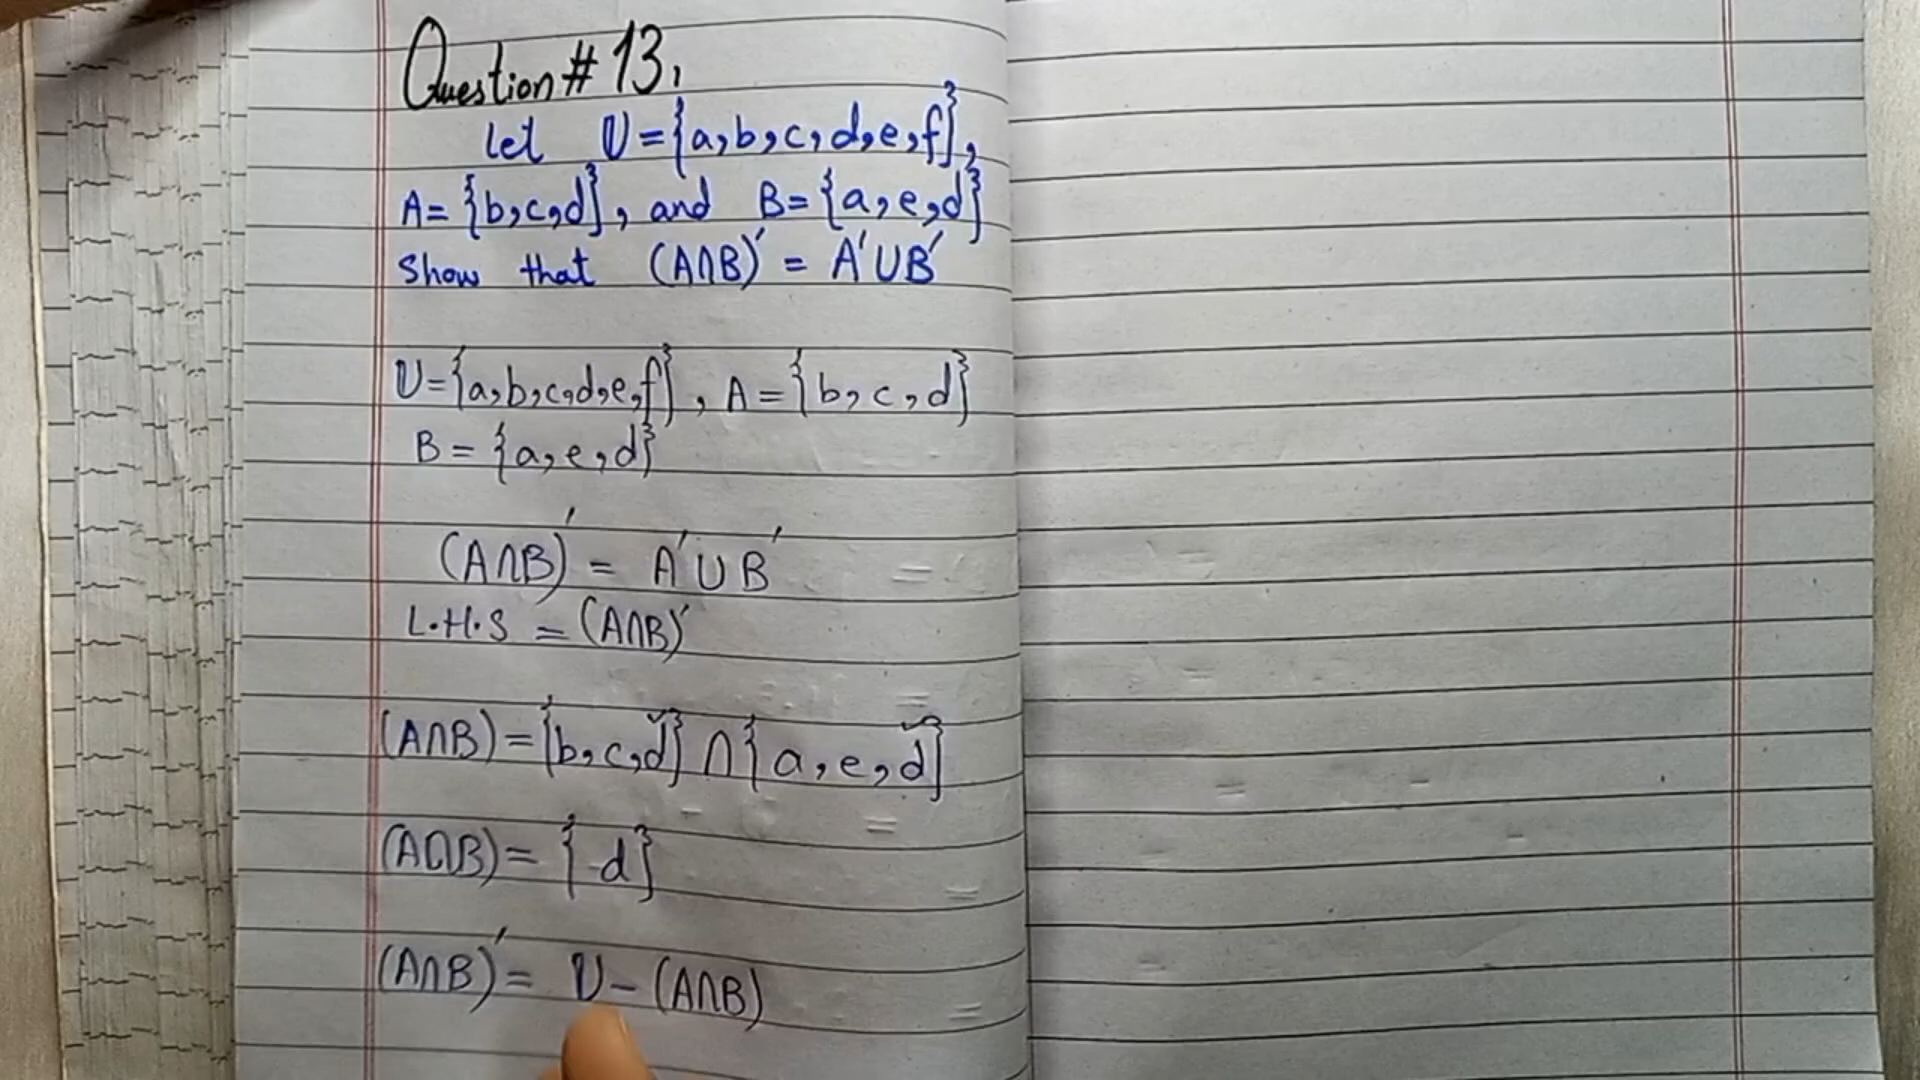 Question # 13,
Let U = {a, b, c, d, e, f},
A = {b, c, d}, and B = {a, e, d}
Show that (A∩B)′ = A′∪B′
U = {a, b, c, d, e, f}, A = {b, c, d}
B = {a, e, d}
(A∩B)′ = A′∪B′
L.H.S = (A∩B)′
(A∩B) = {b, c, d} ∩ {a, e, d}
(A∩B) = {d}
(A∩B)′ = U - (A∩B)